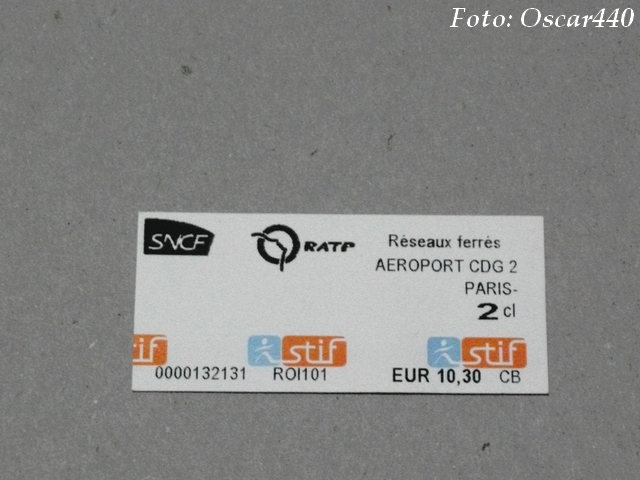 Foto: Oscar440
SNCF RATP Réseaux ferrés
AEROPORT CDG 2
PARIS-
2 cl
tif stif stif
0000132131 ROI101 EUR 10,30 CB